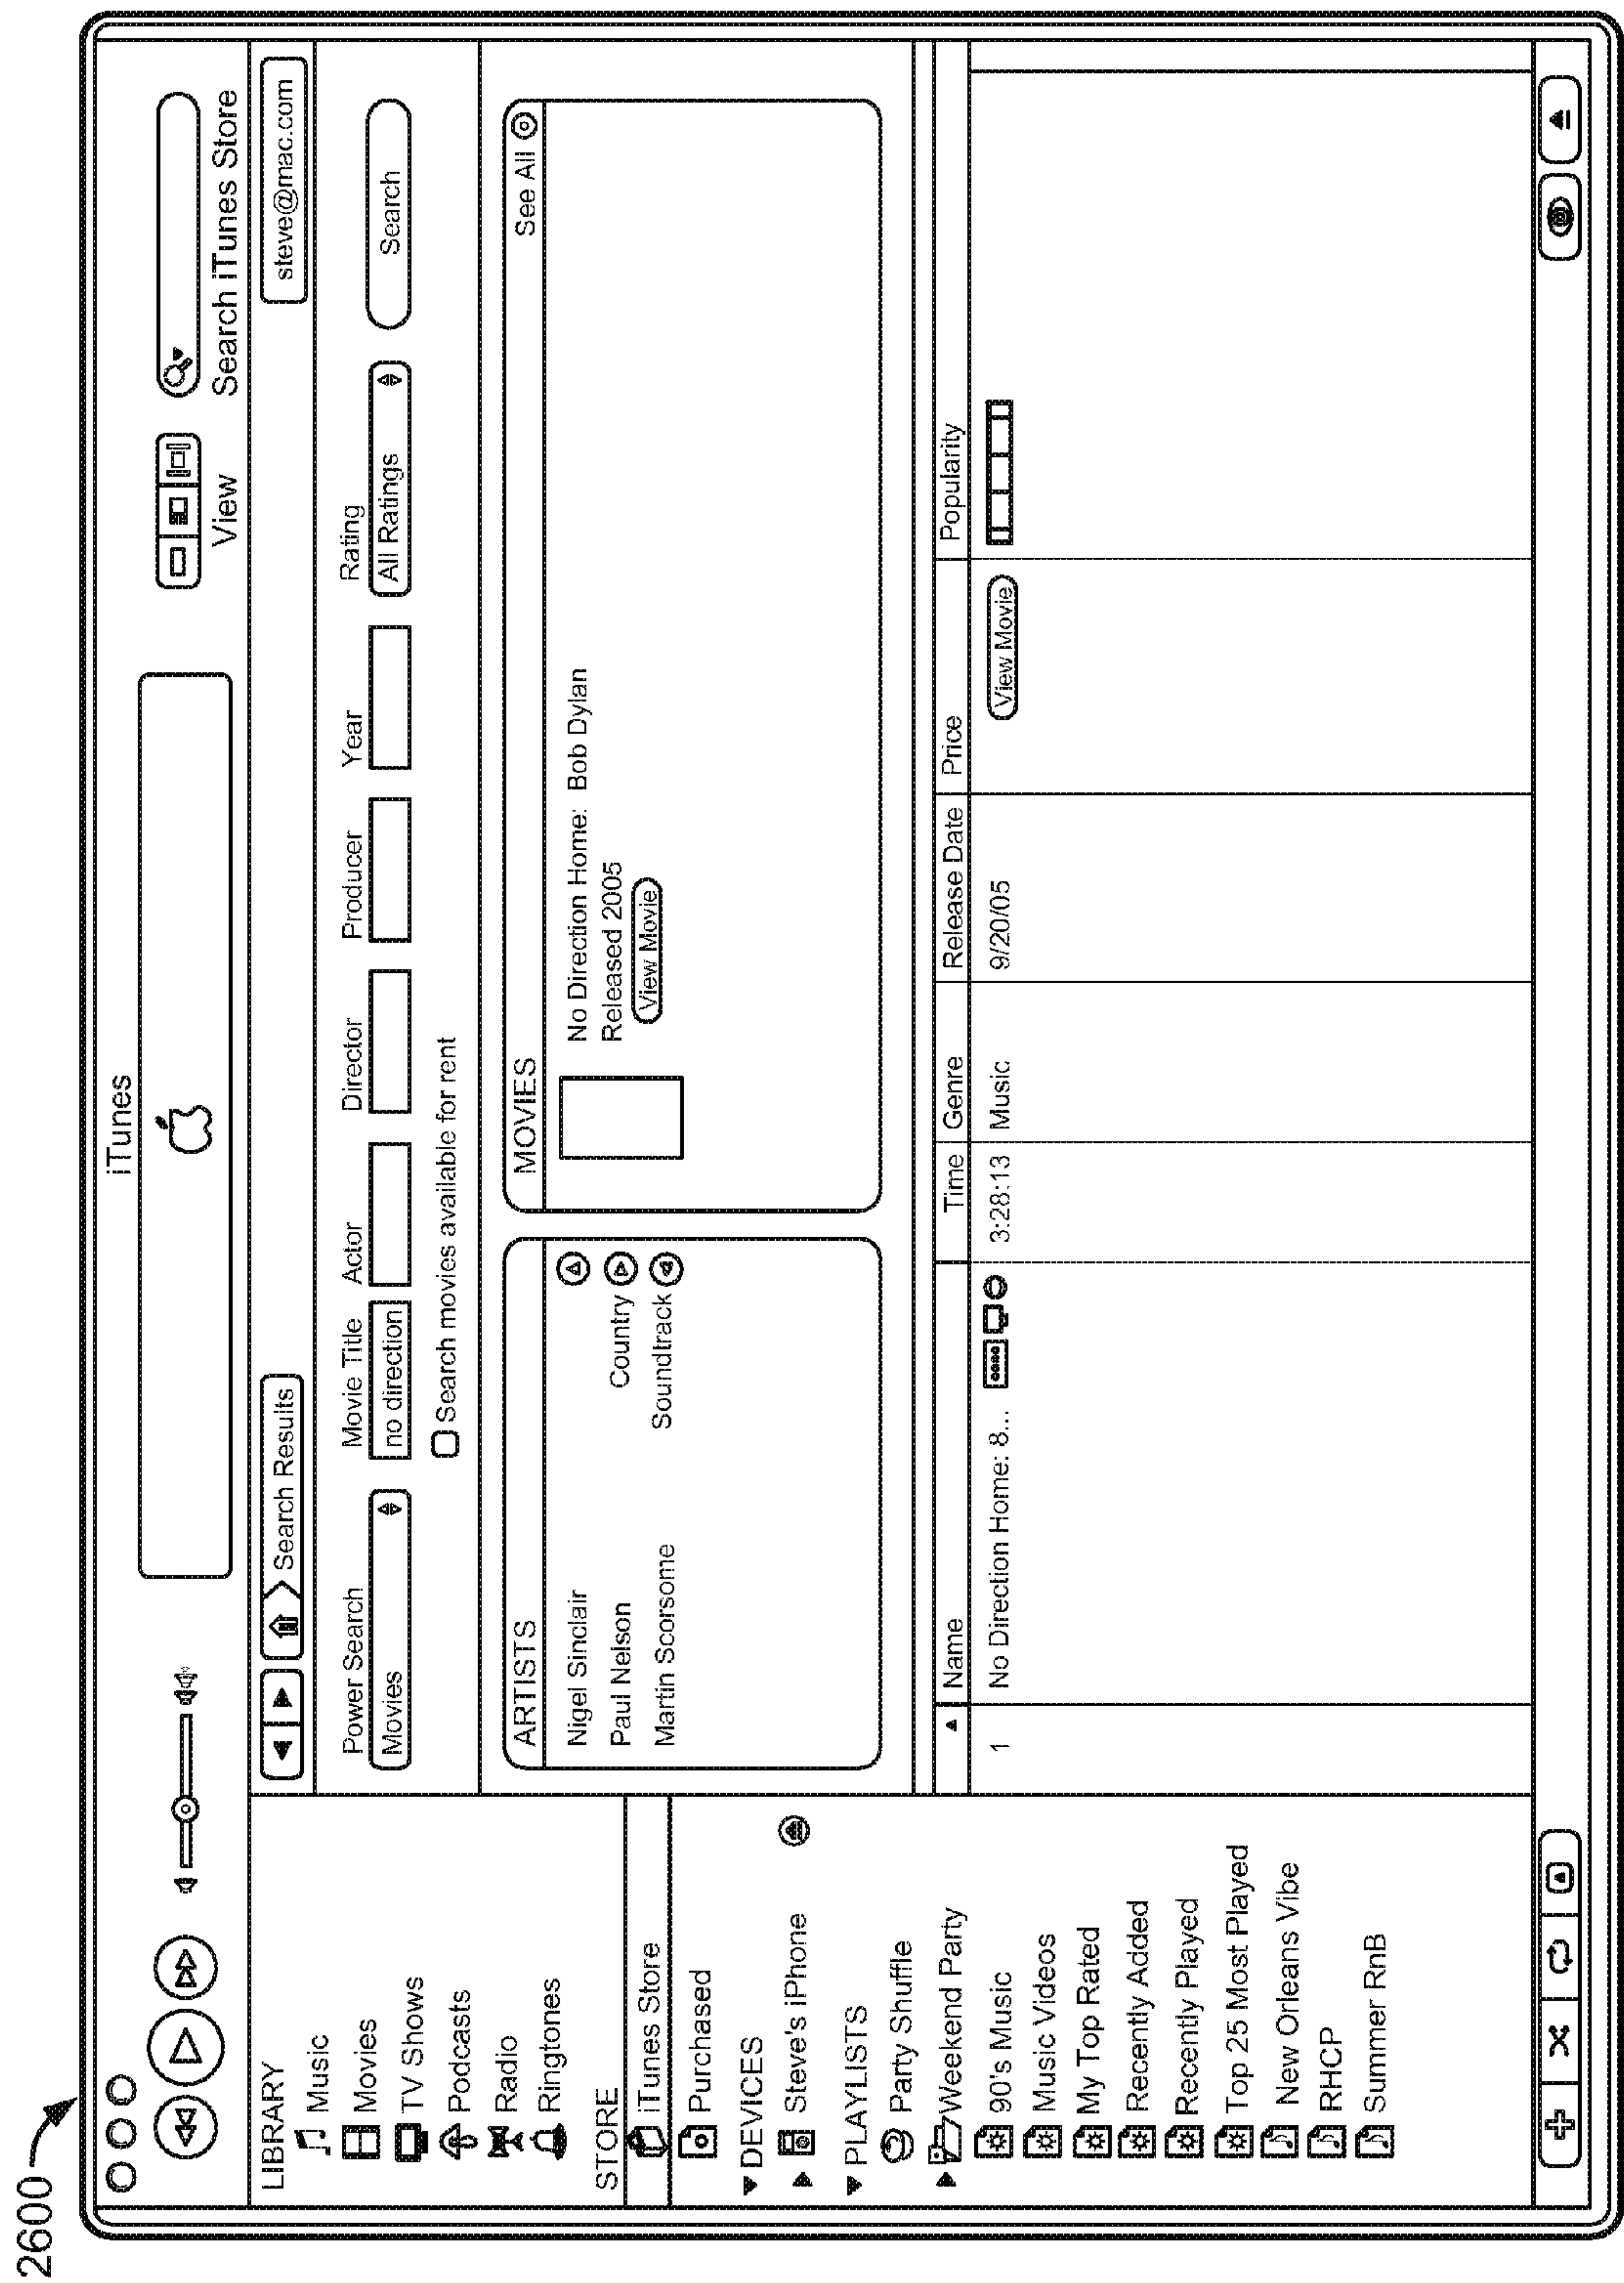 2600
iTunes
View
Search iTunes Store
LIBRARY
Music
Movies
TV Shows
Podcasts
Radio
Ringtones
STORE
iTunes Store
Purchased
DEVICES
Steve's iPhone
PLAYLISTS
Party Shuffle
Weekend Party
90's Music
Music Videos
My Top Rated
Recently Added
Recently Played
Top 25 Most Played
New Orleans Vibe
RHCP
Summer RnB
Search Results
steve@mac.com
Power Search Movie Title Actor Director Producer Year Rating
Movies no direction All Ratings Search
Search movies available for rent
ARTISTS
Nigel Sinclair
Paul Nelson Country
Martin Scorsome Soundtrack
MOVIES See All
No Direction Home: Bob Dylan
Released 2005
View Movie
Name Time Genre Release Date Price Popularity
1 No Direction Home: 8... 3:28:13 Music 9/20/05 View Movie